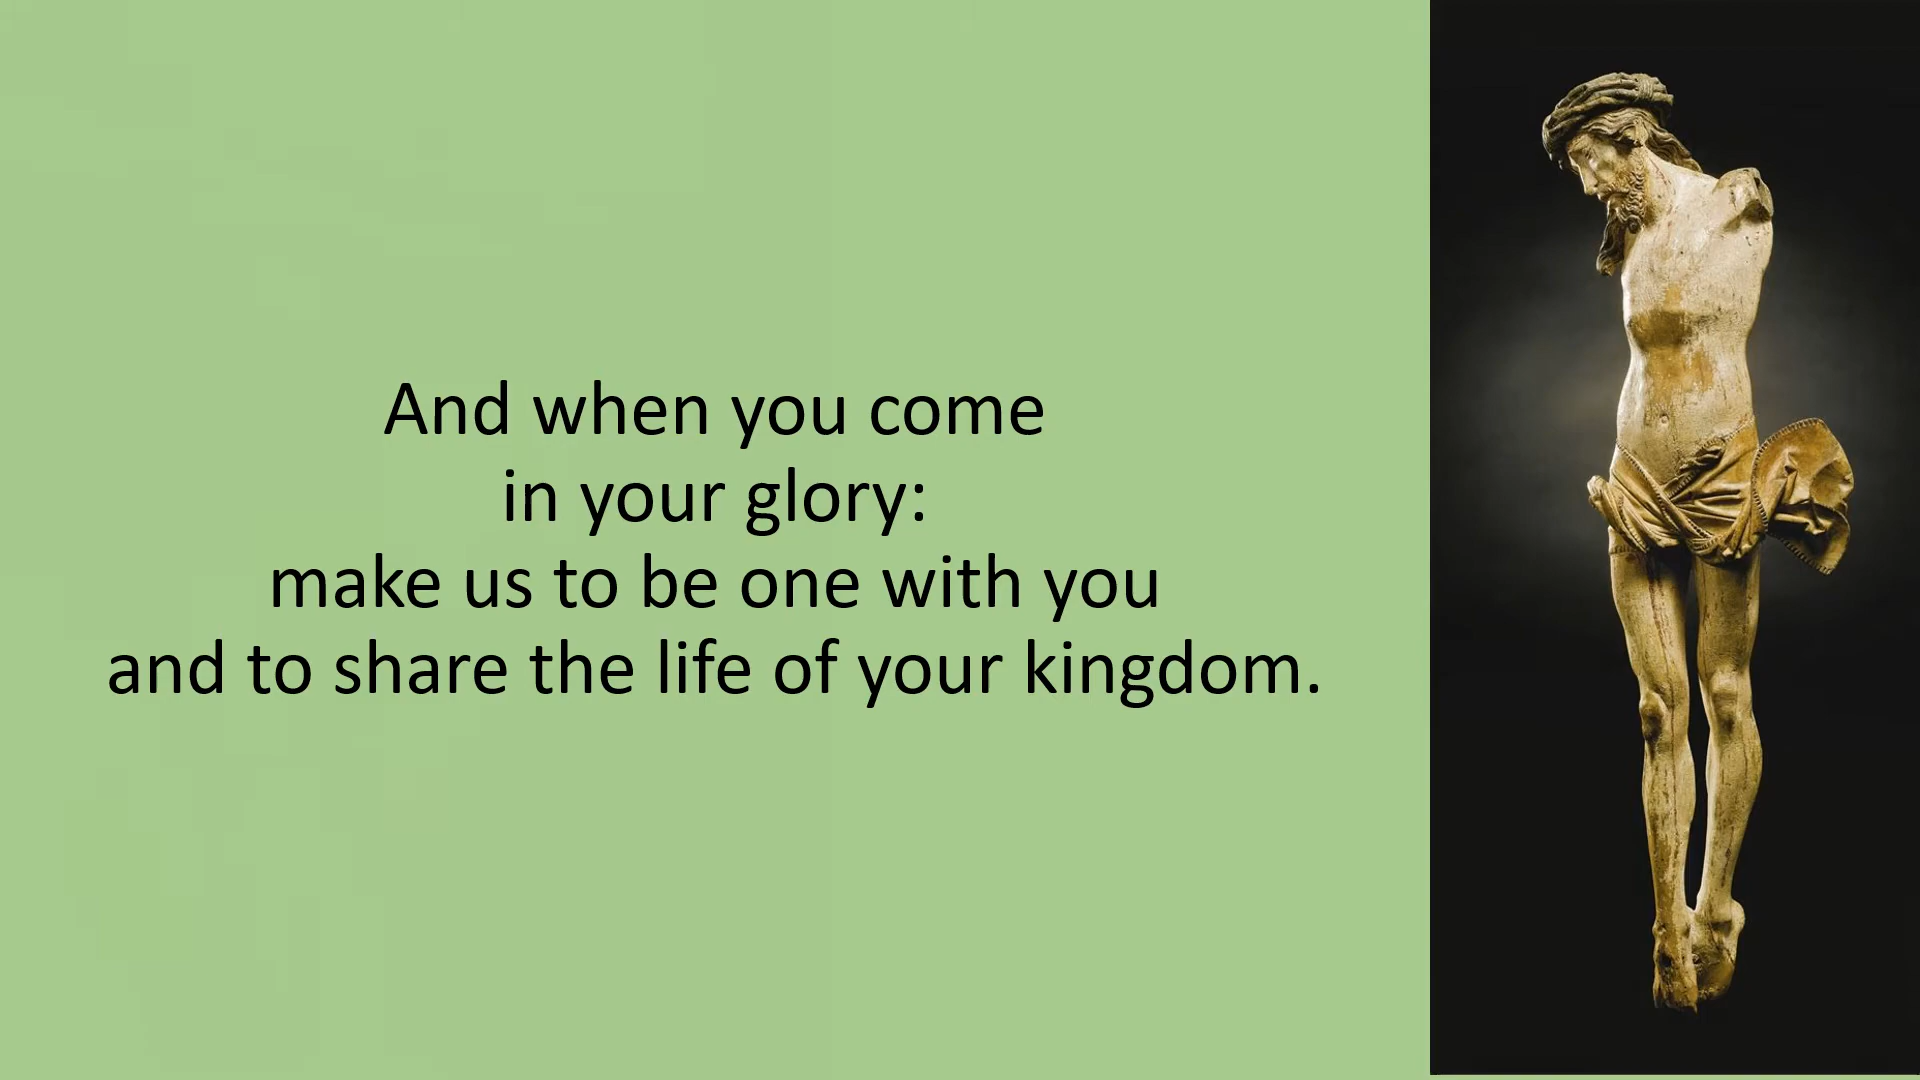 And when you come
in your glory:
make us to be one with you
and to share the life of your kingdom.